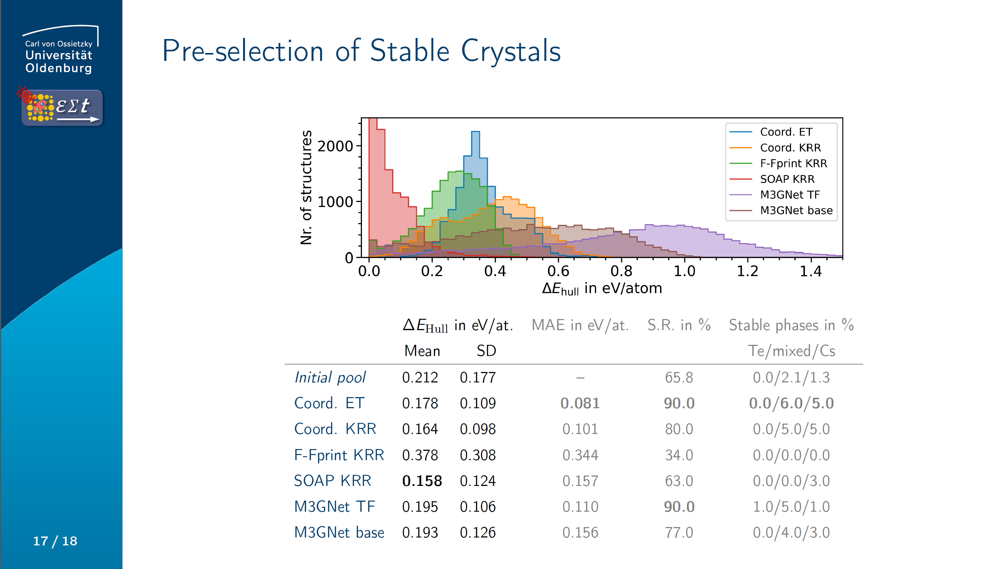 Carl von Ossietzky
Universität
Oldenburg
εΣt
Pre-selection of Stable Crystals
Nr. of structures
2000
1000
0
Coord. ET
Coord. KRR
F-Fprint KRR
SOAP KRR
M3GNet TF
M3GNet base
0.0 0.2 0.4 0.6 0.8 1.0 1.2 1.4
ΔE_hull in eV/atom
ΔE_Hull in eV/at. MAE in eV/at. S.R. in % Stable phases in %
Mean SD Te/mixed/Cs
Initial pool 0.212 0.177 – 65.8 0.0/2.1/1.3
Coord. ET 0.178 0.109 0.081 90.0 0.0/6.0/5.0
Coord. KRR 0.164 0.098 0.101 80.0 0.0/5.0/5.0
F-Fprint KRR 0.378 0.308 0.344 34.0 0.0/0.0/0.0
SOAP KRR 0.158 0.124 0.157 63.0 0.0/0.0/3.0
M3GNet TF 0.195 0.106 0.110 90.0 1.0/5.0/1.0
M3GNet base 0.193 0.126 0.156 77.0 0.0/4.0/3.0
17 / 18